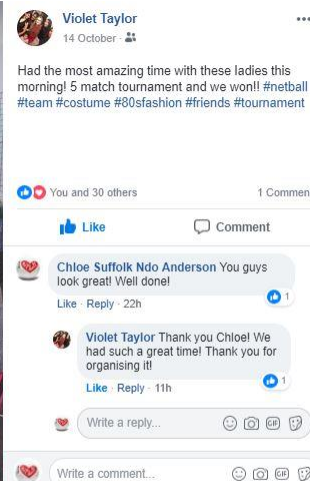 Violet Taylor
14 October
Had the most amazing time with these ladies this
morning! 5 match tournament and we won!! #netball
#team #costume #80sfashion #friends #tournament
You and 30 others 1 Commen
Like Comment
Chloe Suffolk Ndo Anderson You guys
look great! Well done!
1
Like · Reply · 22h
Violet Taylor Thank you Chloe! We
had such a great time! Thank you for
organising it!
1
Like · Reply · 11h
Write a reply... GIF
Write a comment... GIF